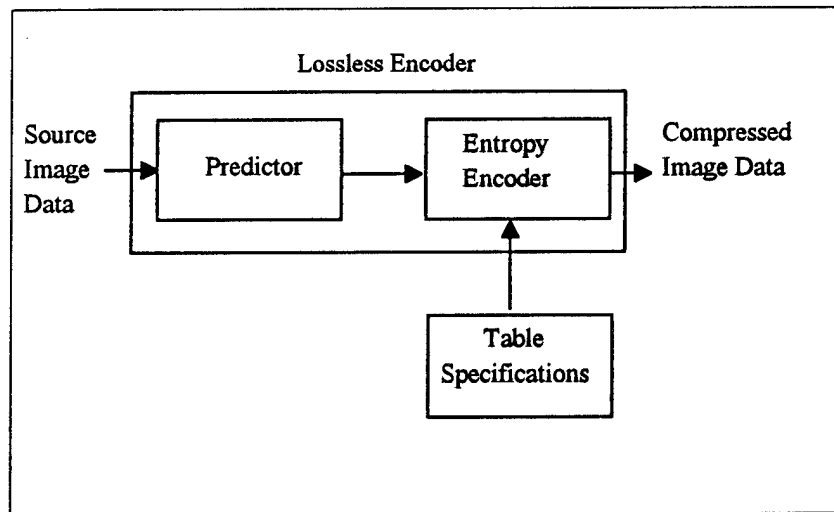 Lossless Encoder
Source
Image
Data
Predictor
Entropy
Encoder
Compressed
Image Data
Table
Specifications